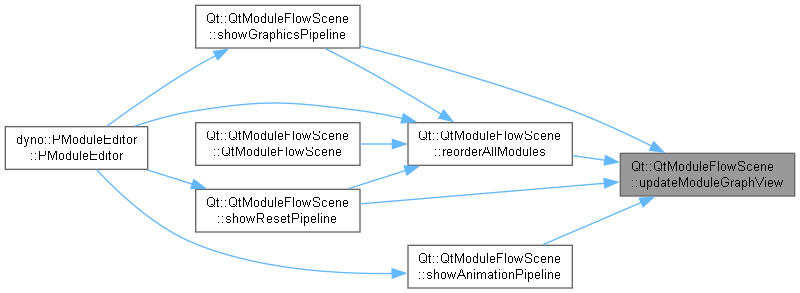 Qt::QtModuleFlowScene
::showGraphicsPipeline
dyno::PModuleEditor
::PModuleEditor
Qt::QtModuleFlowScene
::QtModuleFlowScene
Qt::QtModuleFlowScene
::reorderAllModules
Qt::QtModuleFlowScene
::updateModuleGraphView
Qt::QtModuleFlowScene
::showResetPipeline
Qt::QtModuleFlowScene
::showAnimationPipeline